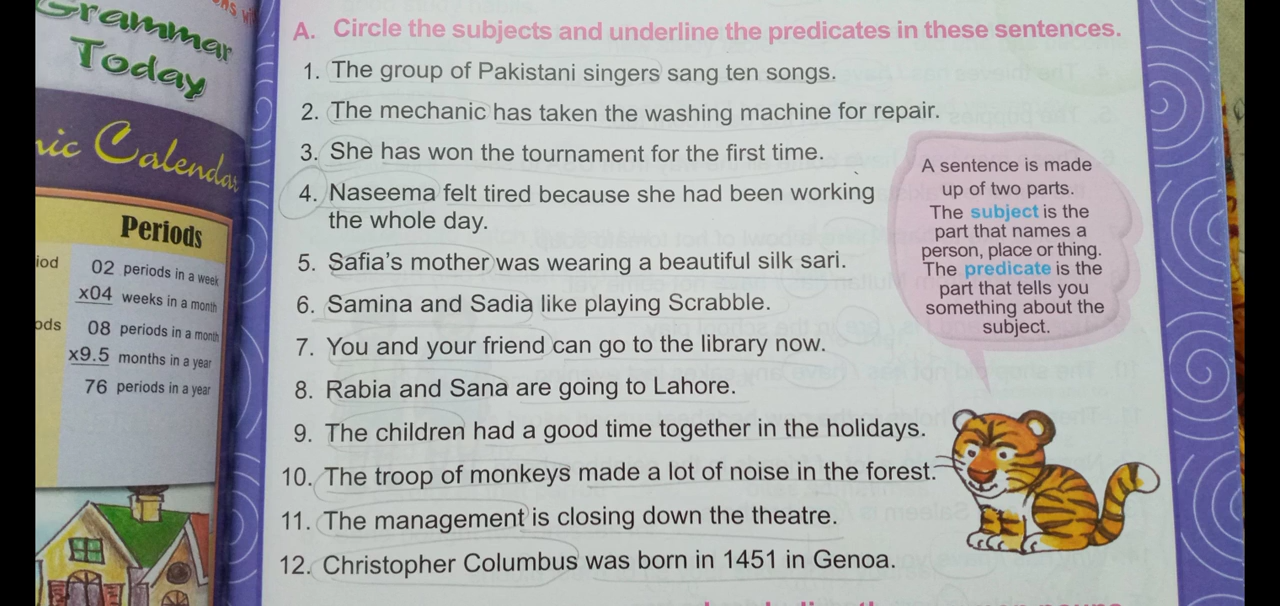 Grammar
Today
Calendar
Periods
02 periods in a week
x04 weeks in a month
08 periods in a month
x9.5 months in a year
76 periods in a year
A. Circle the subjects and underline the predicates in these sentences.
1. The group of Pakistani singers sang ten songs.
2. The mechanic has taken the washing machine for repair.
3. She has won the tournament for the first time.
4. Naseema felt tired because she had been working
the whole day.
5. Safia's mother was wearing a beautiful silk sari.
6. Samina and Sadia like playing Scrabble.
7. You and your friend can go to the library now.
8. Rabia and Sana are going to Lahore.
9. The children had a good time together in the holidays.
10. The troop of monkeys made a lot of noise in the forest.
11. The management is closing down the theatre.
12. Christopher Columbus was born in 1451 in Genoa.
A sentence is made
up of two parts.
The subject is the
part that names a
person, place or thing.
The predicate is the
part that tells you
something about the
subject.